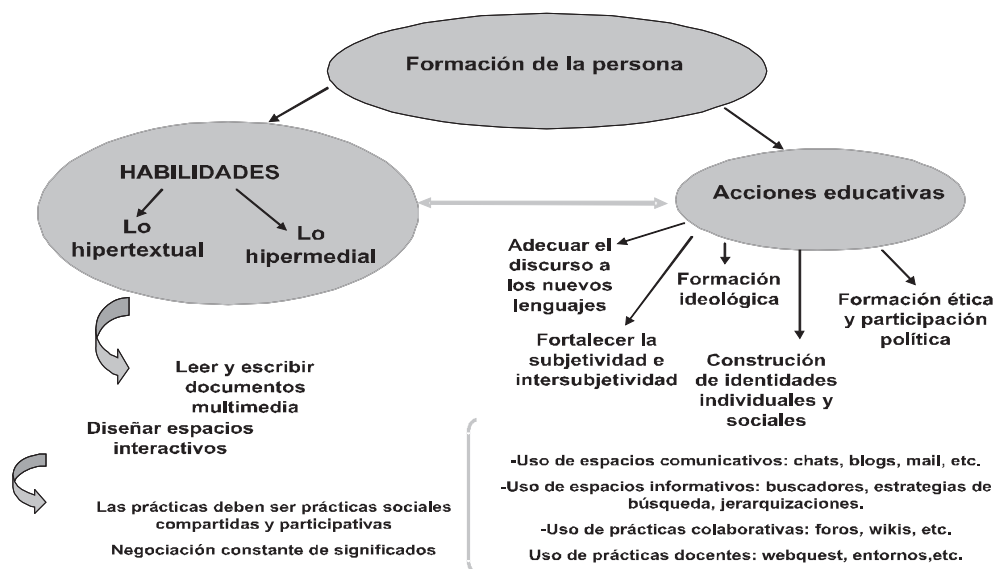 Formación de la persona
HABILIDADES
Lo
hipertextual
Lo
hipermedial
Leer y escribir
documentos
multimedia
Diseñar espacios
interactivos
Las prácticas deben ser prácticas sociales
compartidas y participativas
Negociación constante de significados
Acciones educativas
Adecuar el
discurso a
los nuevos
lenguajes
Fortalecer la
subjetividad e
intersubjetividad
Formación
ideológica
Construción
de identidades
individuales y
sociales
Formación ética
y participación
política
-Uso de espacios comunicativos: chats, blogs, mail, etc.
-Uso de espacios informativos: buscadores, estrategias de
búsqueda, jerarquizaciones.
-Uso de prácticas colaborativas: foros, wikis, etc.
Uso de prácticas docentes: webquest, entornos,etc.